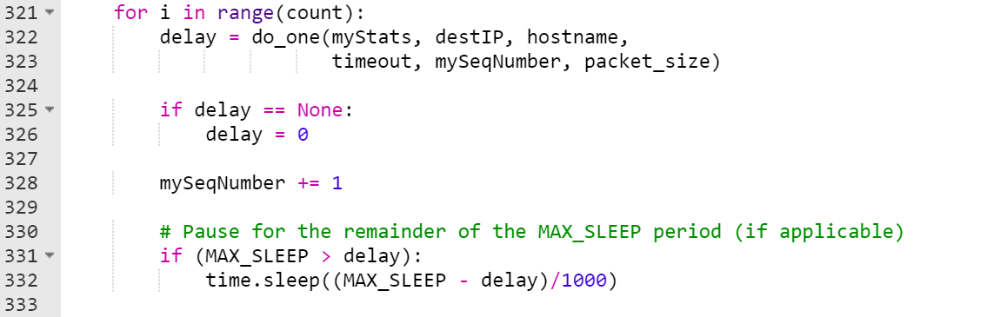 321 for i in range(count):
322 delay = do_one(myStats, destIP, hostname,
323 timeout, mySeqNumber, packet_size)
324
325 if delay == None:
326 delay = 0
327
328 mySeqNumber += 1
329
330 # Pause for the remainder of the MAX_SLEEP period (if applicable)
331 if (MAX_SLEEP > delay):
332 time.sleep((MAX_SLEEP - delay)/1000)
333